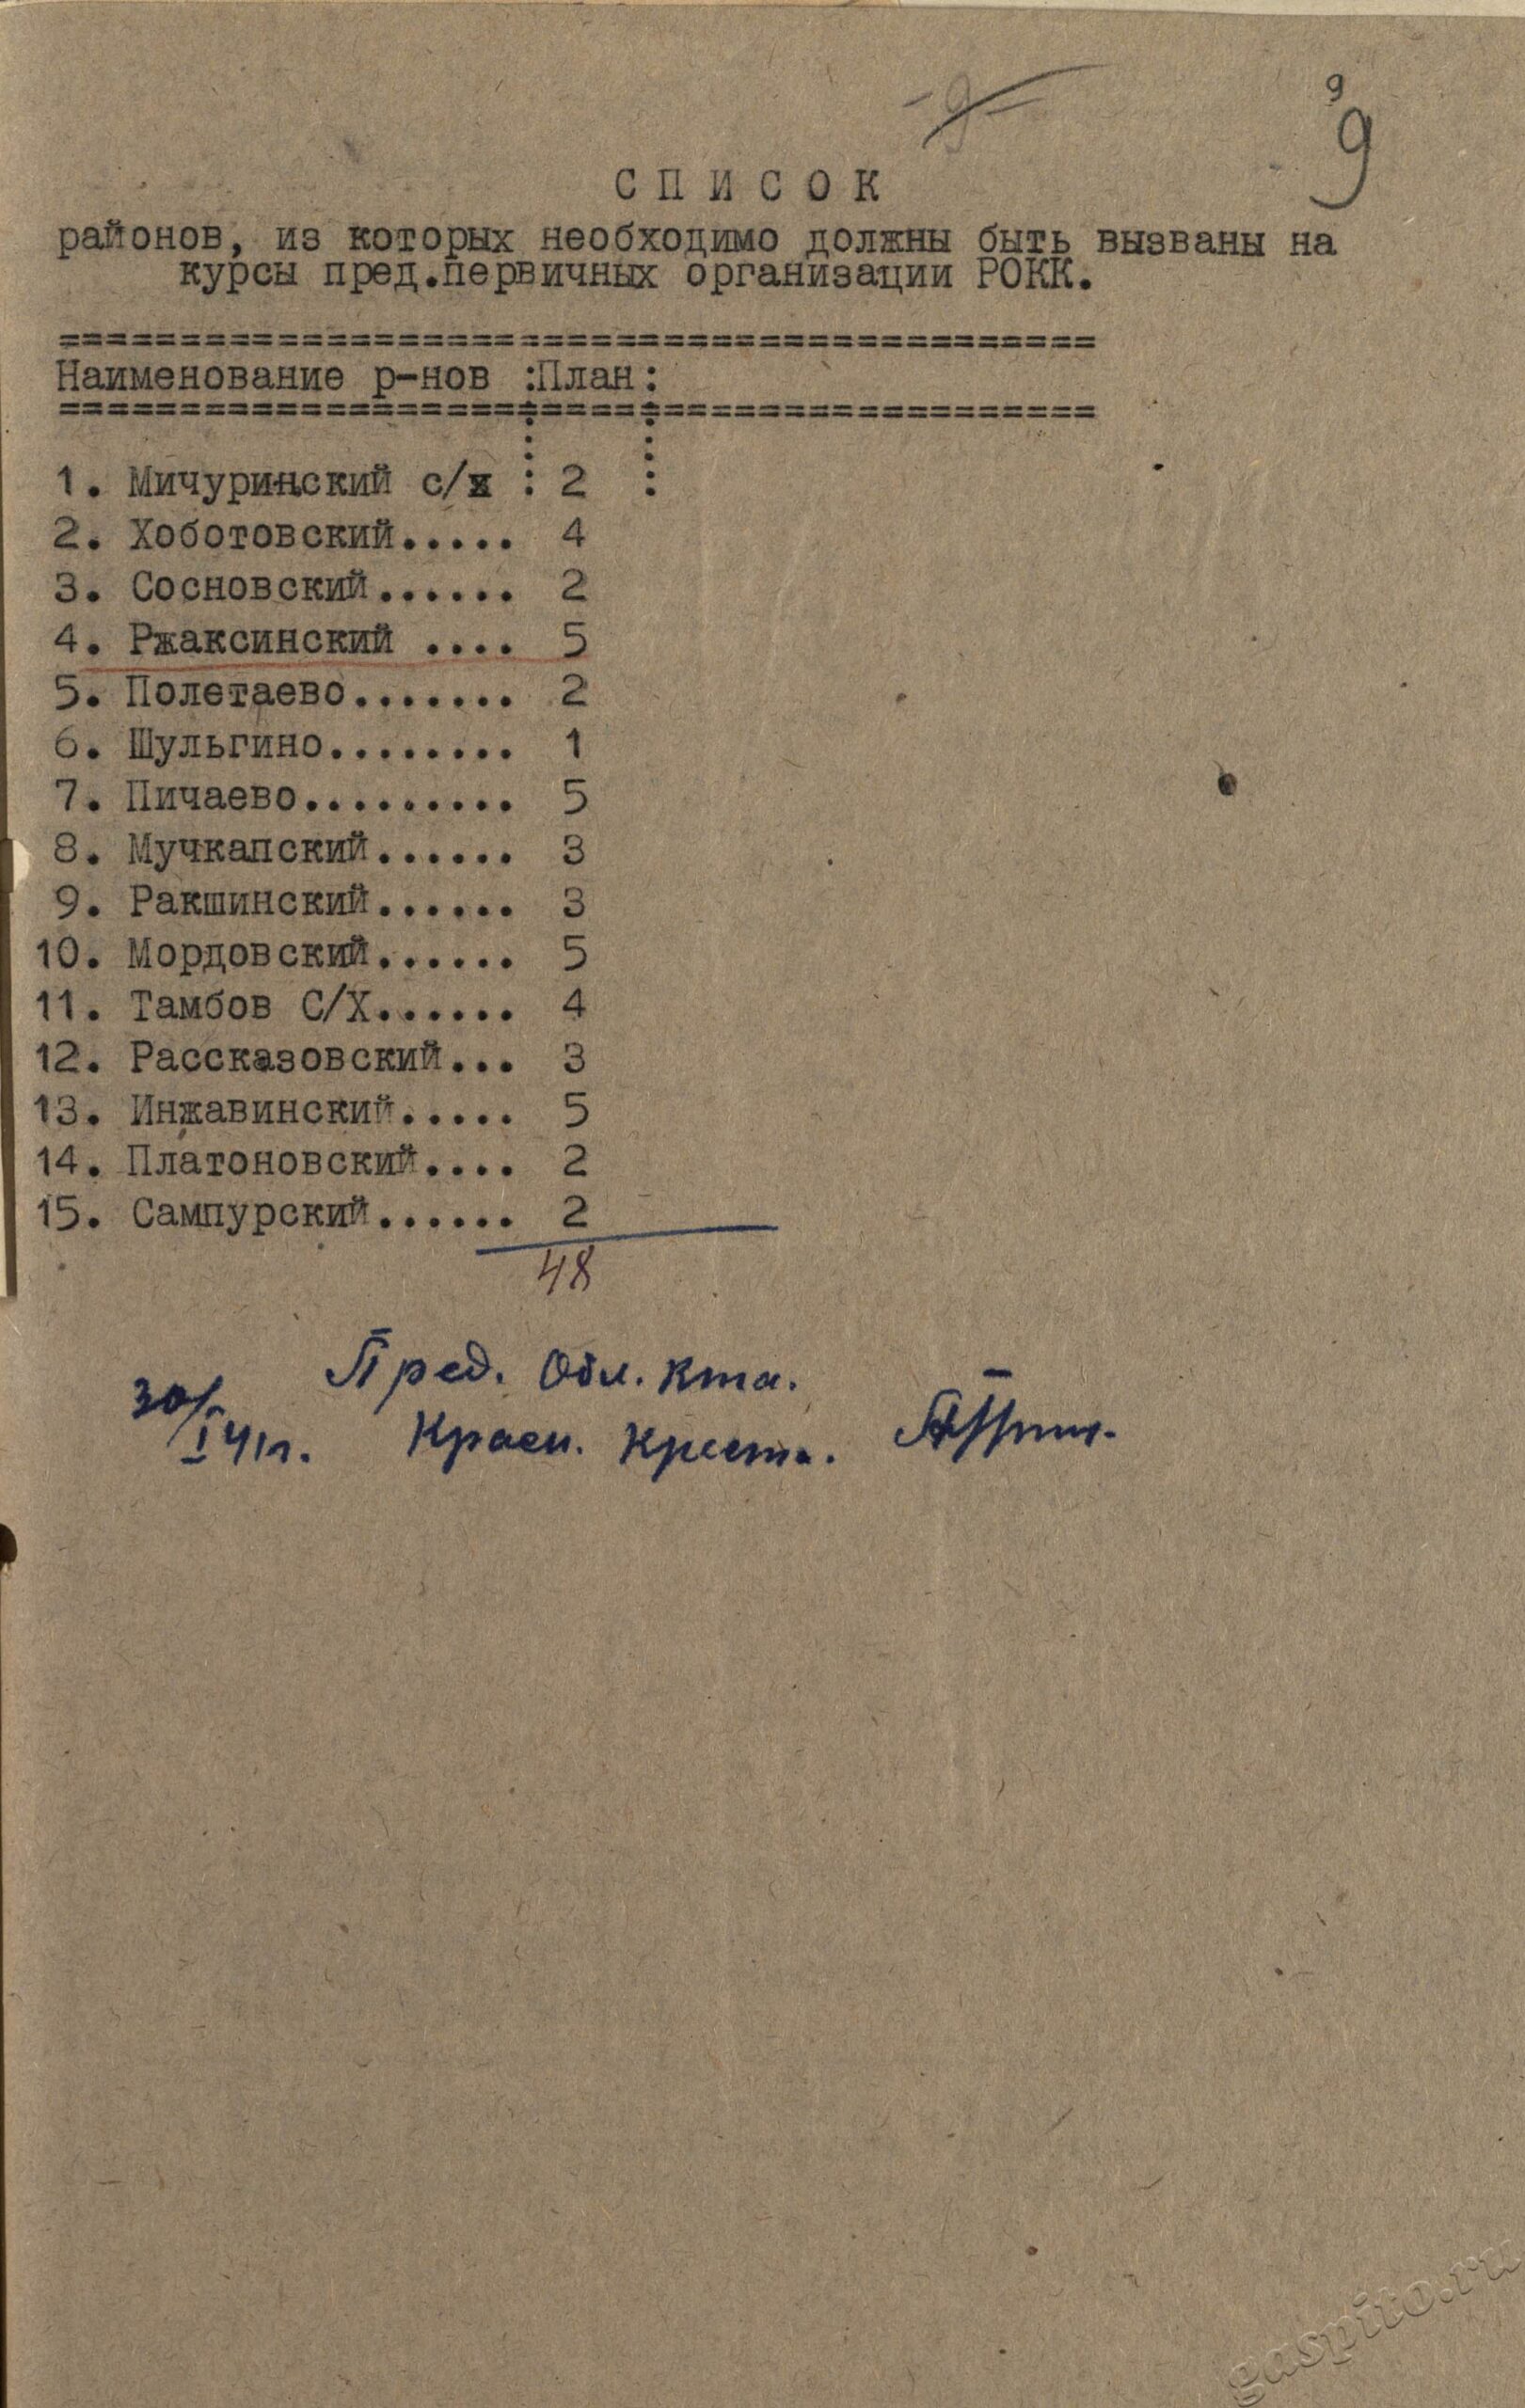 -9-
9
9
СПИСОК
районов, из которых необходимо должны быть вызваны на
курсы пред.первичных организации РОКК.
===========================================
Наименование р-нов :План:
===========================================
1. Мичуринский с/х : 2 :
2. Хоботовский..... 4
3. Сосновский...... 2
4. Ржаксинский .... 5
5. Полетаево....... 2
6. Шульгино........ 1
7. Пичаево......... 5
8. Мучкапский...... 3
9. Ракшинский...... 3
10. Мордовский...... 5
11. Тамбов С/Х...... 4
12. Рассказовский... 3
13. Инжавинский..... 5
14. Платоновский.... 2
15. Сампурский...... 2
48
Пред. Обл. Кта.
30/I 41г. Красн. Креста.
gaspito.ru